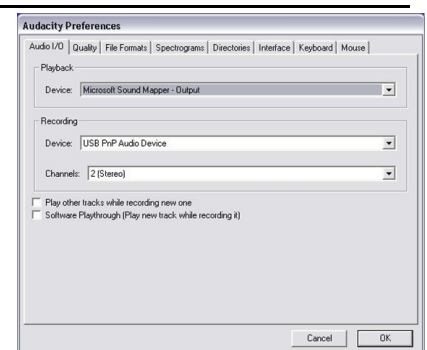 Audacity Preferences
Audio I/O Quality File Formats Spectrograms Directories Interface Keyboard Mouse
Playback
Device: Microsoft Sound Mapper - Output
Recording
Device: USB PnP Audio Device
Channels: 2 (Stereo)
Play other tracks while recording new one
Software Playthrough (Play new track while recording it)
Cancel OK